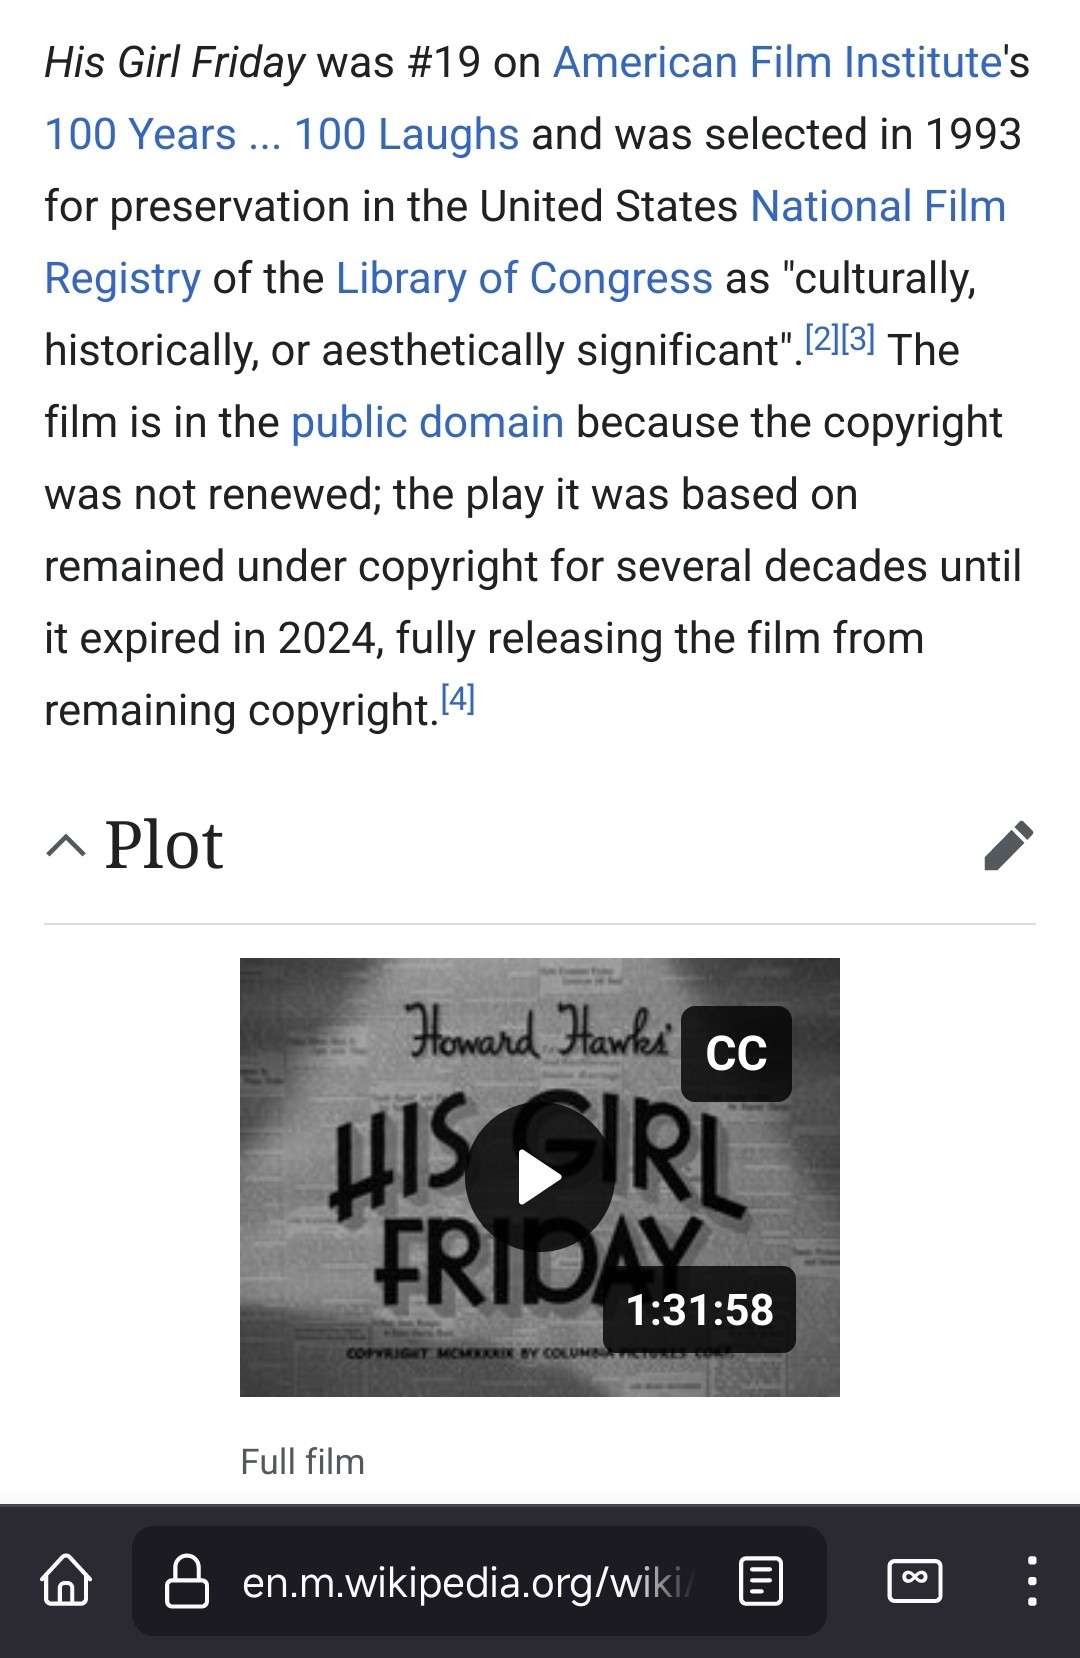 His Girl Friday was #19 on American Film Institute's
100 Years ... 100 Laughs and was selected in 1993
for preservation in the United States National Film
Registry of the Library of Congress as "culturally,
historically, or aesthetically significant".[2][3] The
film is in the public domain because the copyright
was not renewed; the play it was based on
remained under copyright for several decades until
it expired in 2024, fully releasing the film from
remaining copyright.[4]
Plot
Howard Hawks'
CC
HIS GIRL
FRIDAY
1:31:58
COPYRIGHT MCMXXXIX BY COLUMBIA PICTURES CORP.
Full film
en.m.wikipedia.org/wiki/